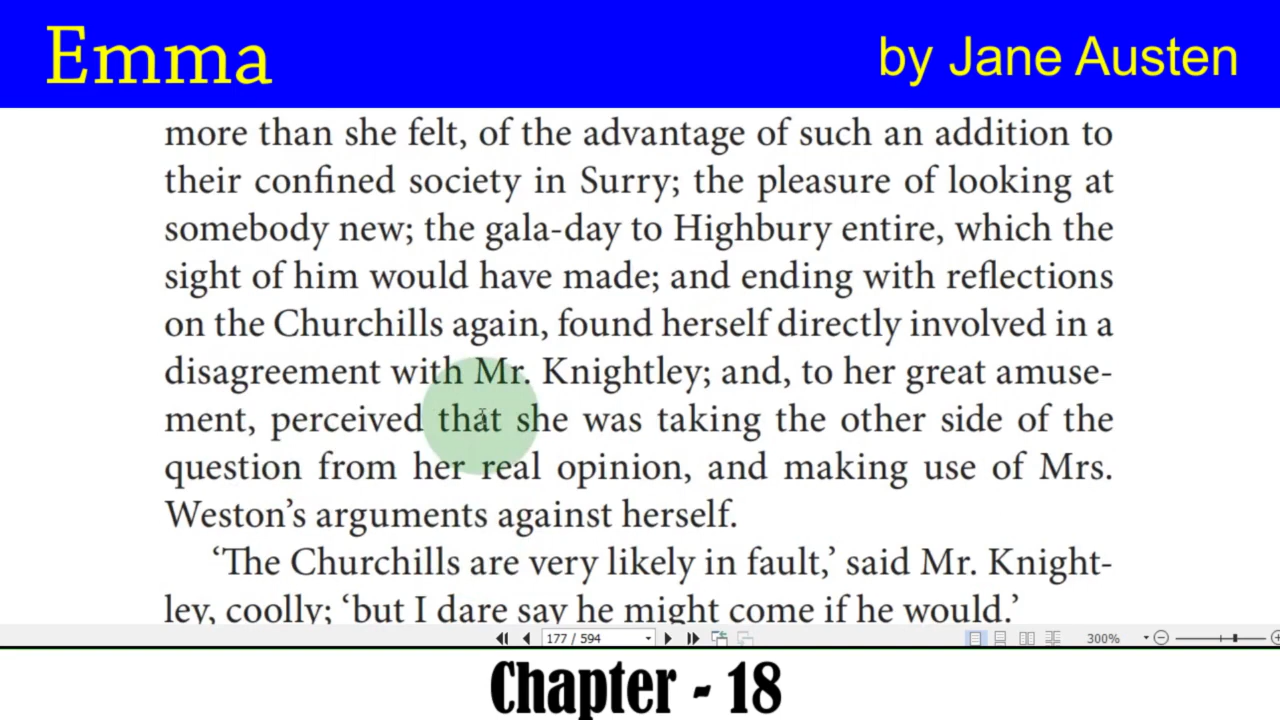 Emma
by Jane Austen
more than she felt, of the advantage of such an addition to
their confined society in Surry; the pleasure of looking at
somebody new; the gala-day to Highbury entire, which the
sight of him would have made; and ending with reflections
on the Churchills again, found herself directly involved in a
disagreement with Mr. Knightley; and, to her great amuse-
ment, perceived that she was taking the other side of the
question from her real opinion, and making use of Mrs.
Weston’s arguments against herself.
‘The Churchills are very likely in fault,’ said Mr. Knight-
ley, coolly; ‘but I dare say he might come if he would.’
177 / 594
300%
Chapter - 18